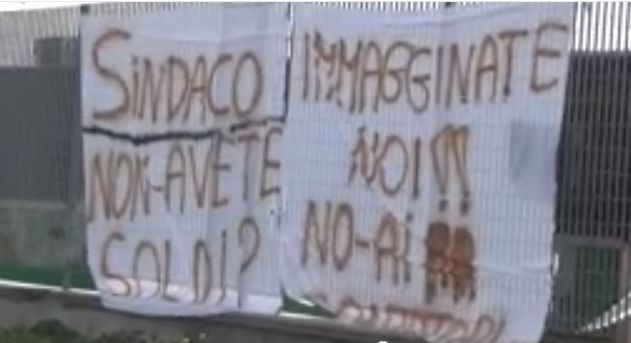 SINDACO
NON-AVETE
SOLDI?
IMMAGGINATE
NOI!!
NO-AI